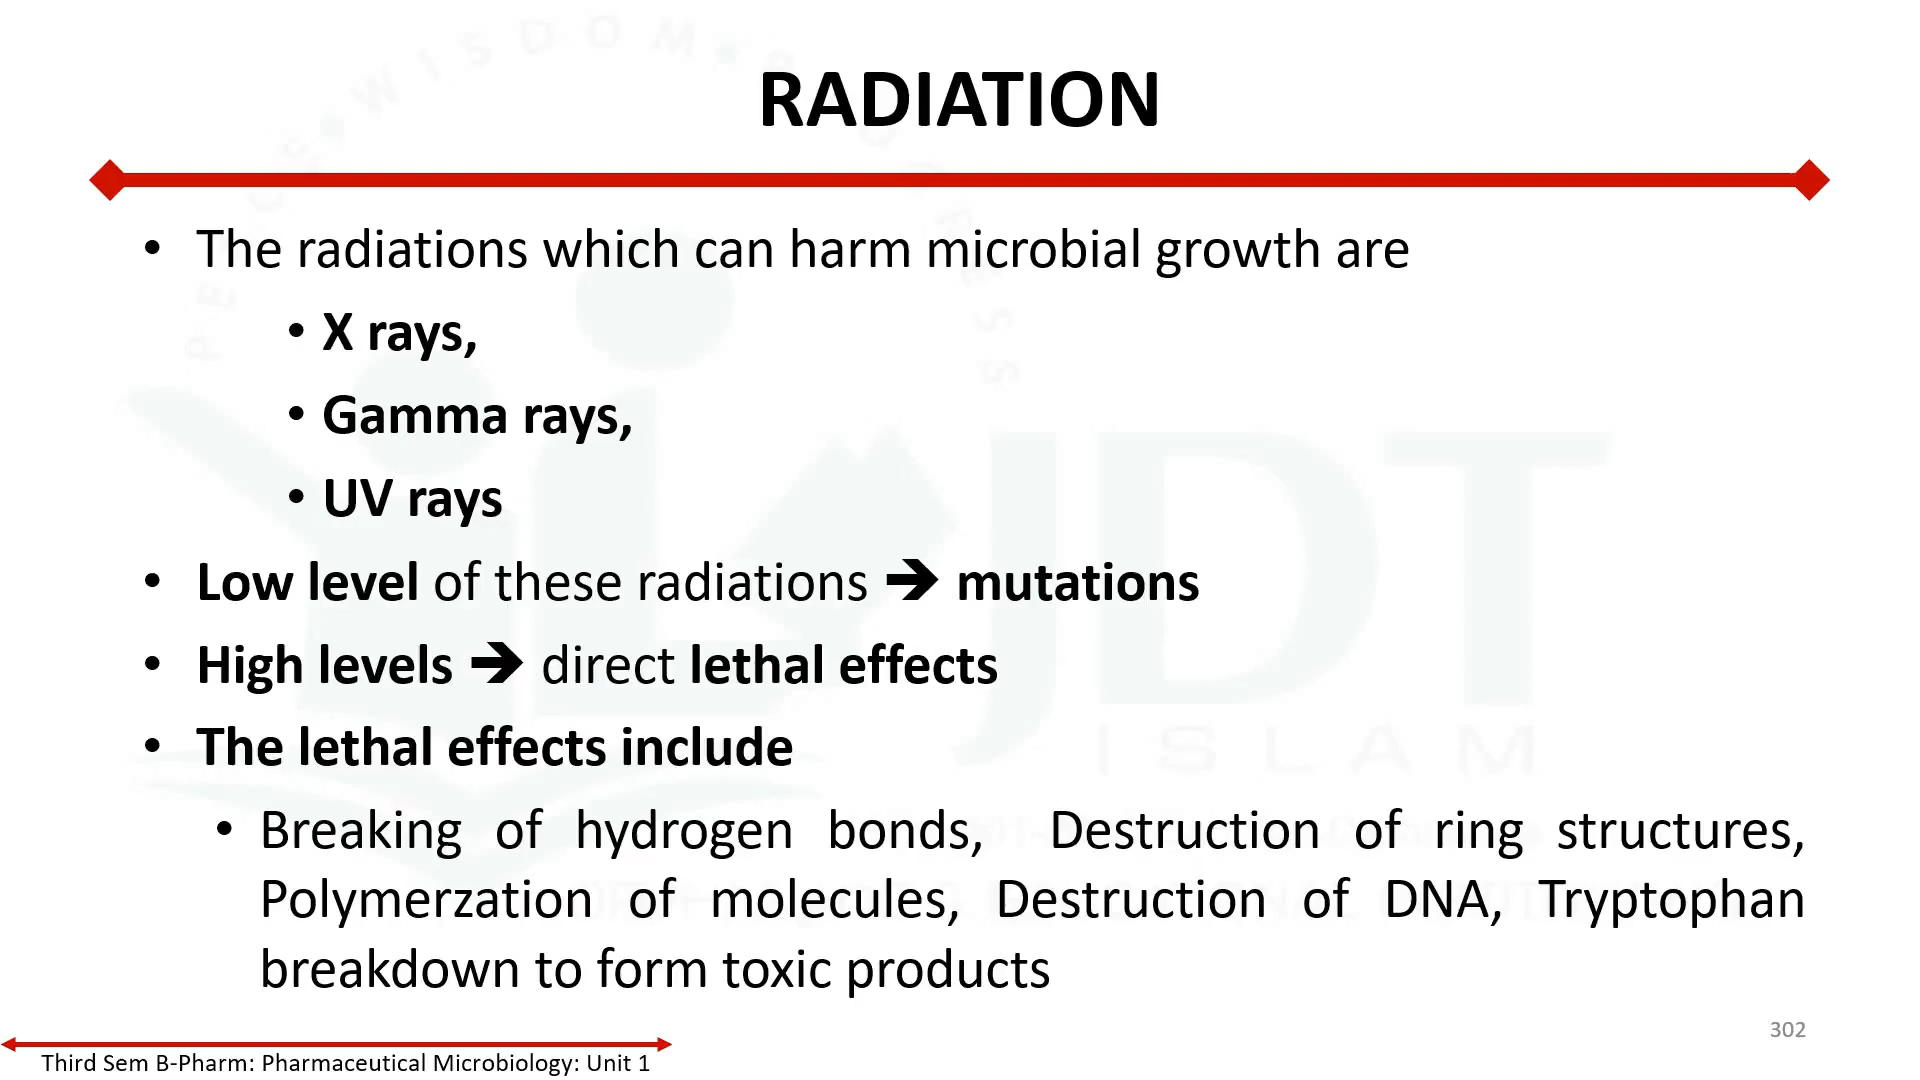 RADIATION
• The radiations which can harm microbial growth are
• X rays,
• Gamma rays,
• UV rays
• Low level of these radiations ➔ mutations
• High levels ➔ direct lethal effects
• The lethal effects include
• Breaking of hydrogen bonds, Destruction of ring structures,
Polymerzation of molecules, Destruction of DNA, Tryptophan
breakdown to form toxic products
302
Third Sem B-Pharm: Pharmaceutical Microbiology: Unit 1
JDT
ISLAM